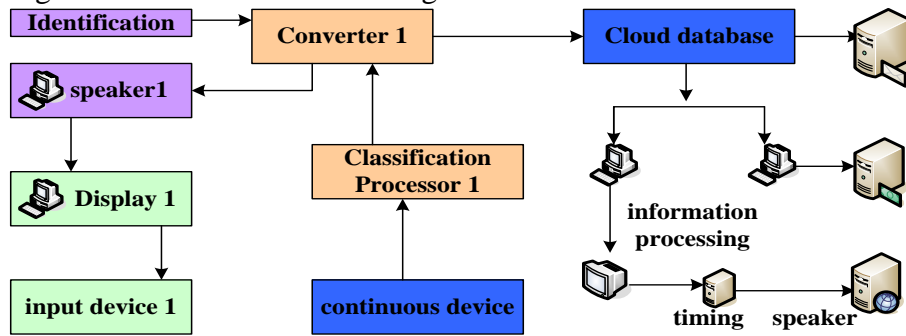 Identification
Converter 1
Cloud database
speaker1
Classification
Processor 1
Display 1
information
processing
input device 1
continuous device
timing
speaker